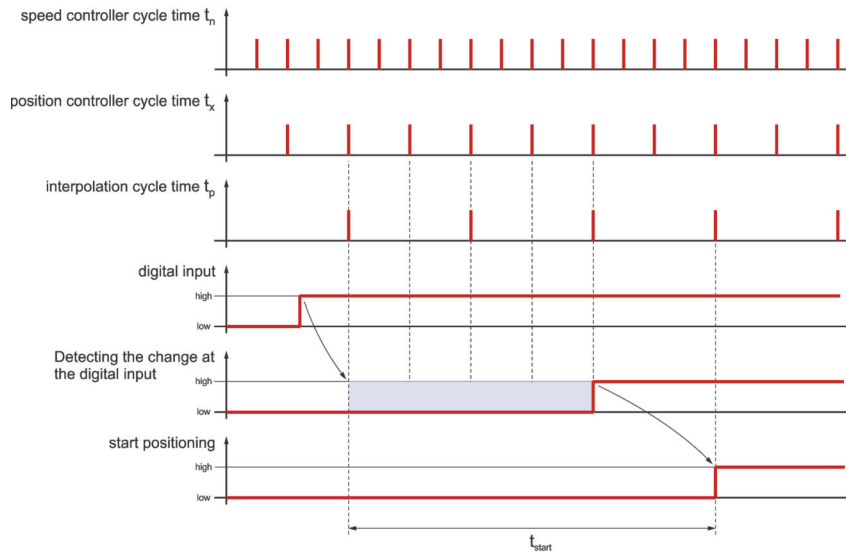 speed controller cycle time tn
position controller cycle time tx
interpolation cycle time tp
digital input
high
low
Detecting the change at
the digital input
high
low
start positioning
high
low
tstart